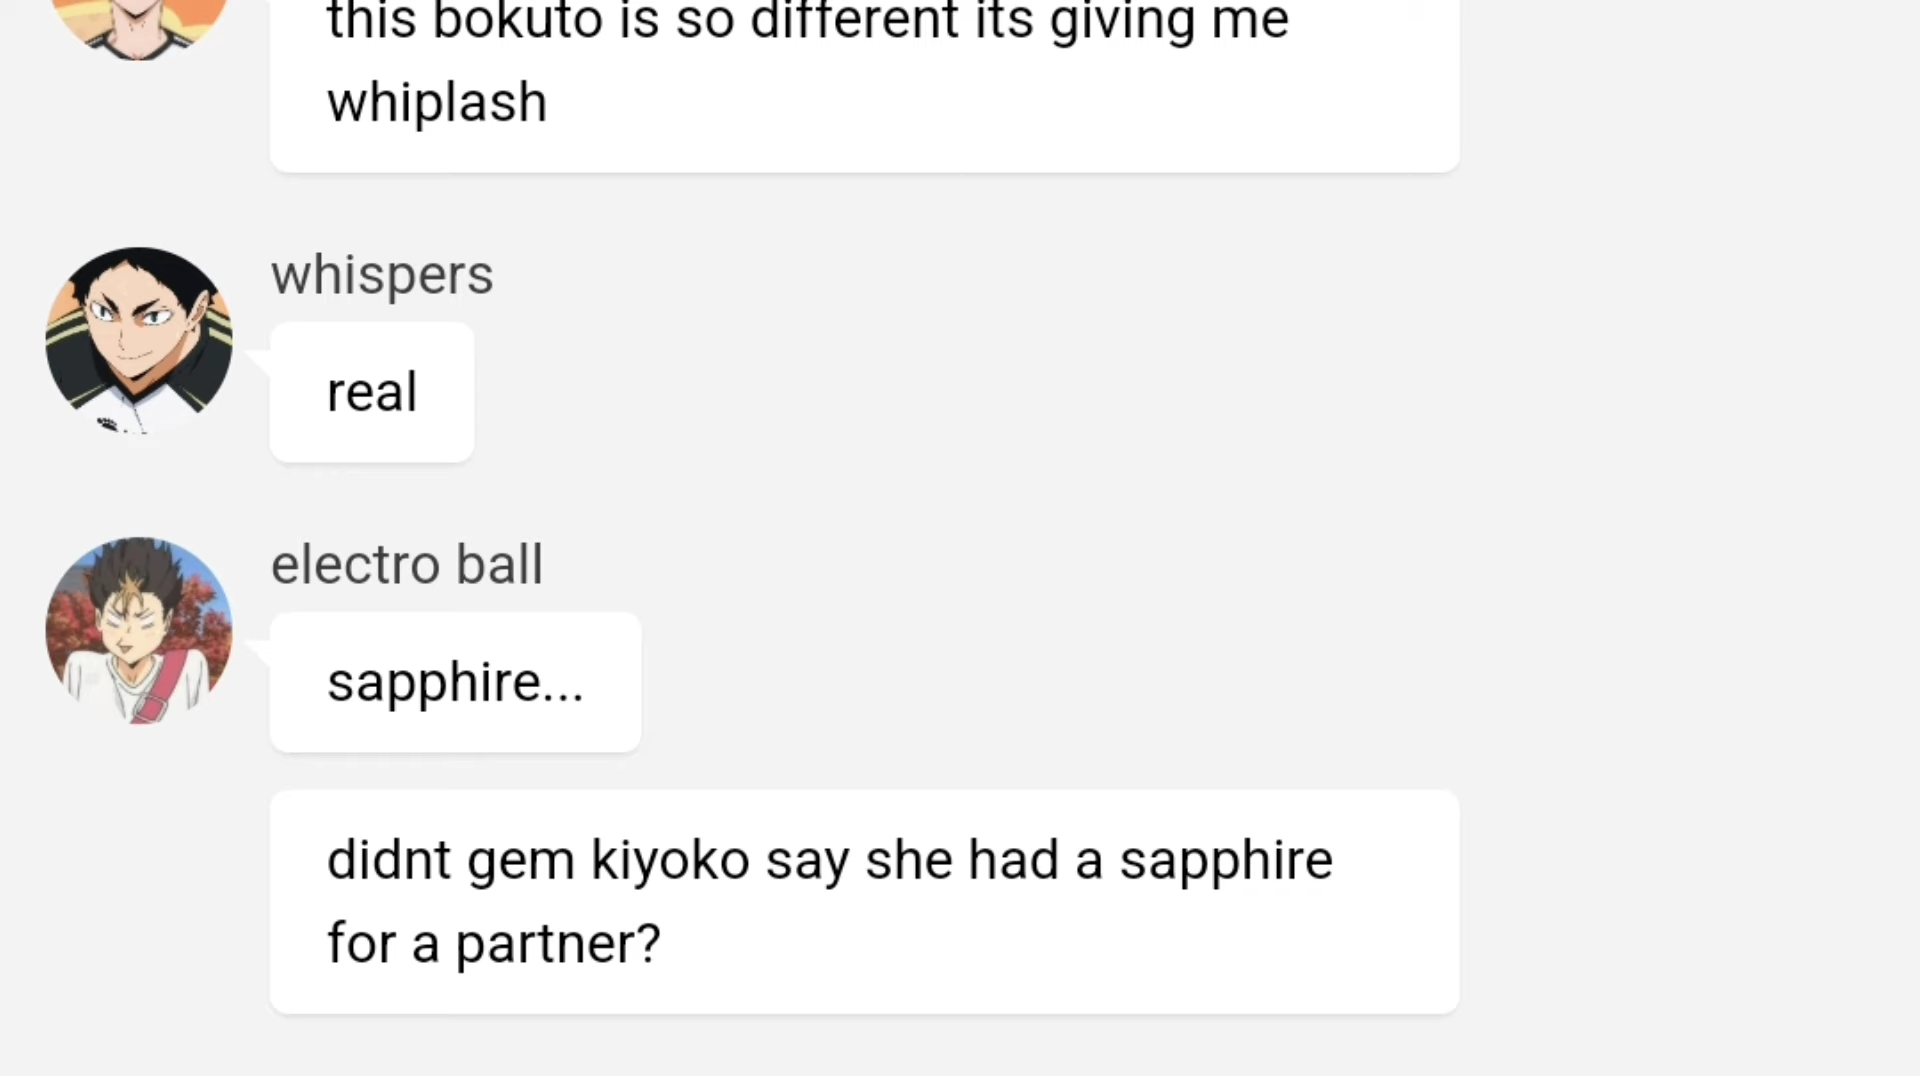 this bokuto is so different its giving me
whiplash
whispers
real
electro ball
sapphire...
didnt gem kiyoko say she had a sapphire
for a partner?